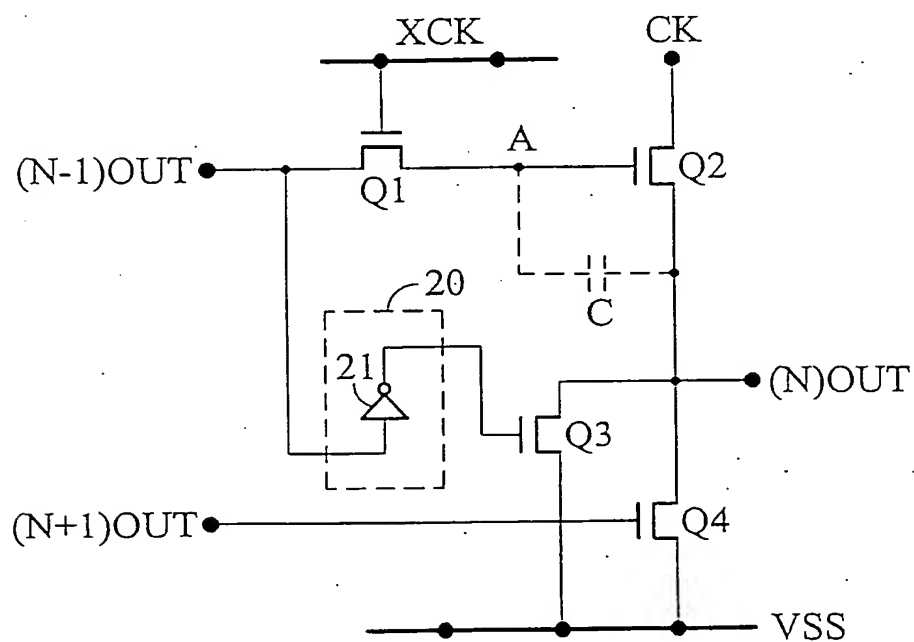 XCK
CK
A
(N-1)OUT
Q1
Q2
20
C
21
(N)OUT
Q3
(N+1)OUT
Q4
VSS